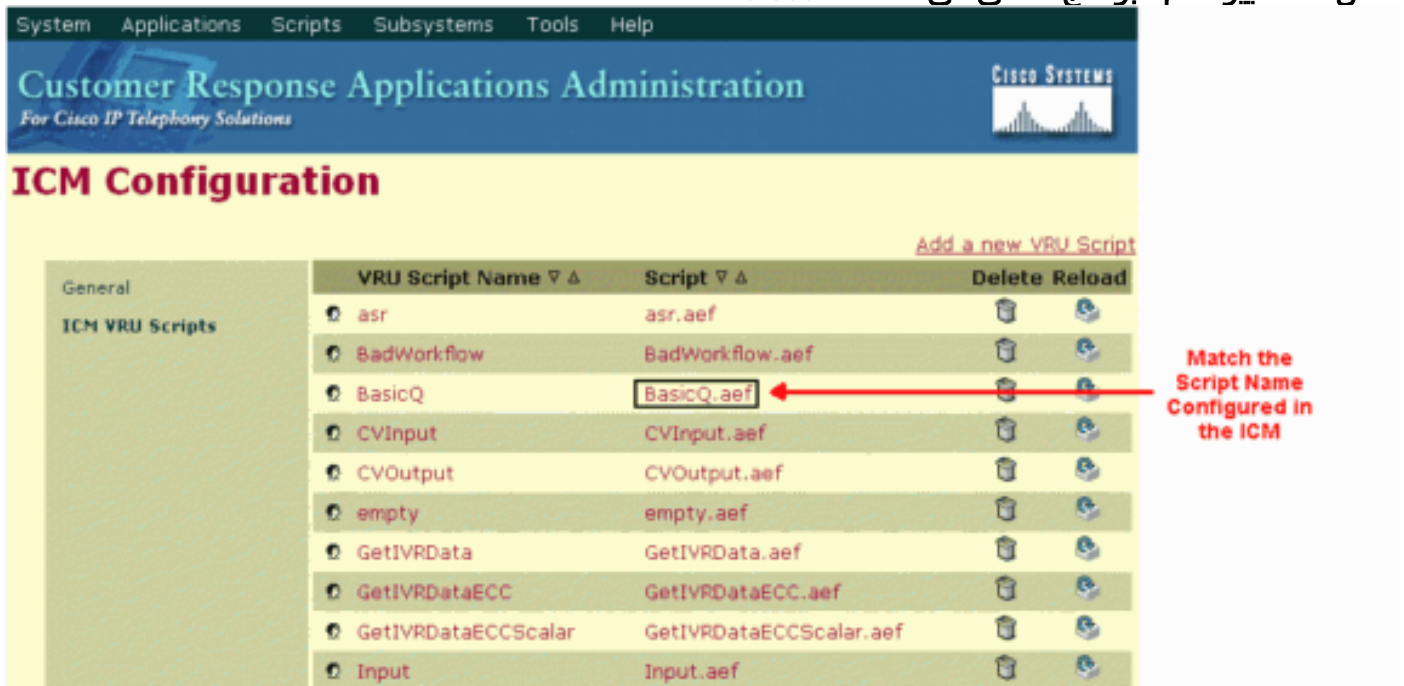 System Applications Scripts Subsystems Tools Help
Customer Response Applications Administration
For Cisco IP Telephony Solutions
CISCO SYSTEMS
ICM Configuration
Add a new VRU Script
General
ICM VRU Scripts
VRU Script Name ▽ △ Script ▽ △ Delete Reload
asr asr.aef
BadWorkflow BadWorkflow.aef
BasicQ BasicQ.aef
CVInput CVInput.aef
CVOutput CVOutput.aef
empty empty.aef
GetIVRData GetIVRData.aef
GetIVRDataECC GetIVRDataECC.aef
GetIVRDataECCScalar GetIVRDataECCScalar.aef
Input Input.aef
Match the
Script Name
Configured in
the ICM